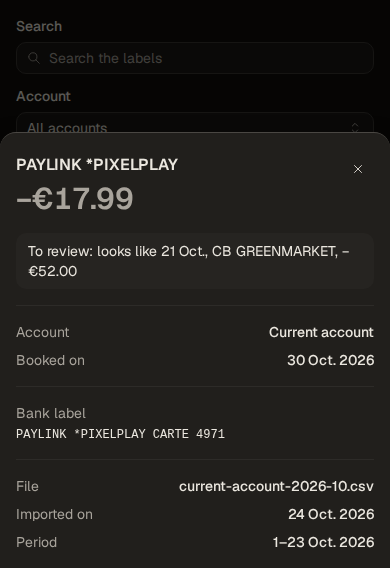 Search
Search the labels
Account
All accounts
PAYLINK *PIXELPLAY
–€17.99
To review: looks like 21 Oct., CB GREENMARKET, –
€52.00
Account Current account
Booked on 30 Oct. 2026
Bank label
PAYLINK *PIXELPLAY CARTE 4971
File current-account-2026-10.csv
Imported on 24 Oct. 2026
Period 1–23 Oct. 2026